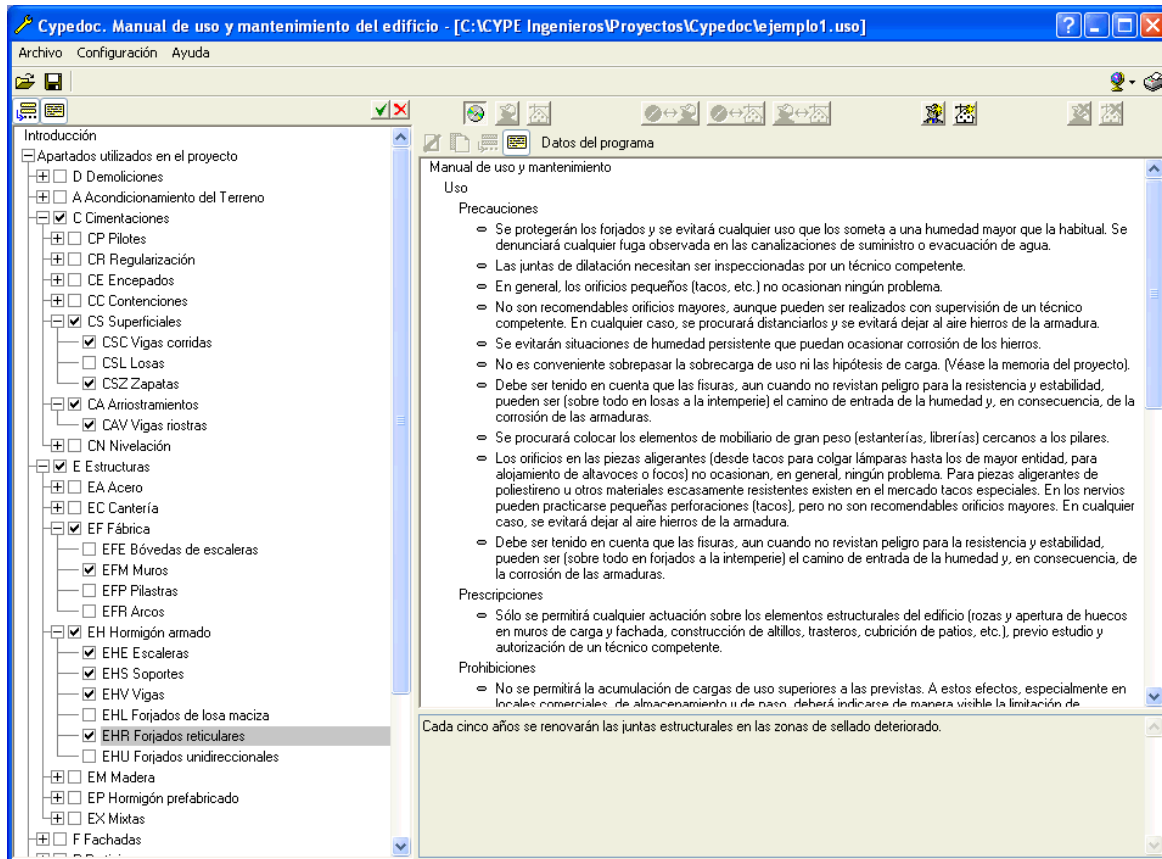 Cypedoc. Manual de uso y mantenimiento del edificio - [C:\CYPE Ingenieros\Proyectos\Cypedoc\ejemplo1.uso]
Archivo Configuración Ayuda
Introducción
Apartados utilizados en el proyecto
D Demoliciones
A Acondicionamiento del Terreno
C Cimentaciones
CP Pilotes
CR Regularización
CE Encepados
CC Contenciones
CS Superficiales
CSC Vigas corridas
CSL Losas
CSZ Zapatas
CA Arriostramientos
CAV Vigas riostras
CN Nivelación
E Estructuras
EA Acero
EC Cantería
EF Fábrica
EFE Bóvedas de escaleras
EFM Muros
EFP Pilastras
EFR Arcos
EH Hormigón armado
EHE Escaleras
EHS Soportes
EHV Vigas
EHL Forjados de losa maciza
EHR Forjados reticulares
EHU Forjados unidireccionales
EM Madera
EP Hormigón prefabricado
EX Mixtas
F Fachadas
Datos del programa
Manual de uso y mantenimiento
Uso
Precauciones
Se protegerán los forjados y se evitará cualquier uso que los someta a una humedad mayor que la habitual. Se
denunciará cualquier fuga observada en las canalizaciones de suministro o evacuación de agua.
Las juntas de dilatación necesitan ser inspeccionadas por un técnico competente.
En general, los orificios pequeños (tacos, etc.) no ocasionan ningún problema.
No son recomendables orificios mayores, aunque pueden ser realizados con supervisión de un técnico
competente. En cualquier caso, se procurará distanciarlos y se evitará dejar al aire hierros de la armadura.
Se evitarán situaciones de humedad persistente que puedan ocasionar corrosión de los hierros.
No es conveniente sobrepasar la sobrecarga de uso ni las hipótesis de carga. (Véase la memoria del proyecto).
Debe ser tenido en cuenta que las fisuras, aun cuando no revistan peligro para la resistencia y estabilidad,
pueden ser (sobre todo en losas a la intemperie) el camino de entrada de la humedad y, en consecuencia, de la
corrosión de las armaduras.
Se procurará colocar los elementos de mobiliario de gran peso (estanterías, librerías) cercanos a los pilares.
Los orificios en las piezas aligerantes (desde tacos para colgar lámparas hasta los de mayor entidad, para
alojamiento de altavoces o focos) no ocasionan, en general, ningún problema. Para piezas aligerantes de
poliestireno u otros materiales escasamente resistentes existen en el mercado tacos especiales. En los nervios
pueden practicarse pequeñas perforaciones (tacos), pero no son recomendables orificios mayores. En cualquier
caso, se evitará dejar al aire hierros de la armadura.
Debe ser tenido en cuenta que las fisuras, aun cuando no revistan peligro para la resistencia y estabilidad,
pueden ser (sobre todo en forjados a la intemperie) el camino de entrada de la humedad y, en consecuencia, de
la corrosión de las armaduras.
Prescripciones
Sólo se permitirá cualquier actuación sobre los elementos estructurales del edificio (rozas y apertura de huecos
en muros de carga y fachada, construcción de altillos, trasteros, cubrición de patios, etc.), previo estudio y
autorización de un técnico competente.
Prohibiciones
No se permitirá la acumulación de cargas de uso superiores a las previstas. A estos efectos, especialmente en
locales comerciales, de almacenamiento y de paso, deberá indicarse de manera visible la limitación de
Cada cinco años se renovarán las juntas estructurales en las zonas de sellado deteriorado.